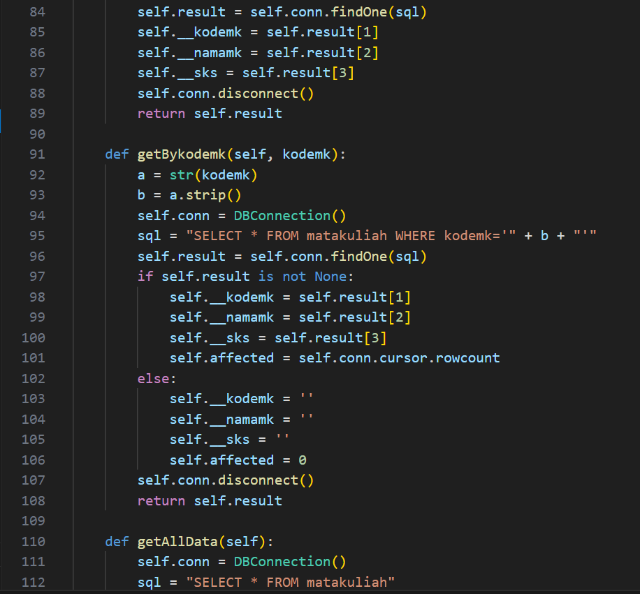 84 self.result = self.conn.findOne(sql)
85 self.__kodemk = self.result[1]
86 self.__namamk = self.result[2]
87 self.__sks = self.result[3]
88 self.conn.disconnect()
89 return self.result
90
91 def getBykodemk(self, kodemk):
92 a = str(kodemk)
93 b = a.strip()
94 self.conn = DBConnection()
95 sql = "SELECT * FROM matakuliah WHERE kodemk='" + b + "'"
96 self.result = self.conn.findOne(sql)
97 if self.result is not None:
98 self.__kodemk = self.result[1]
99 self.__namamk = self.result[2]
100 self.__sks = self.result[3]
101 self.affected = self.conn.cursor.rowcount
102 else:
103 self.__kodemk = ''
104 self.__namamk = ''
105 self.__sks = ''
106 self.affected = 0
107 self.conn.disconnect()
108 return self.result
109
110 def getAllData(self):
111 self.conn = DBConnection()
112 sql = "SELECT * FROM matakuliah"